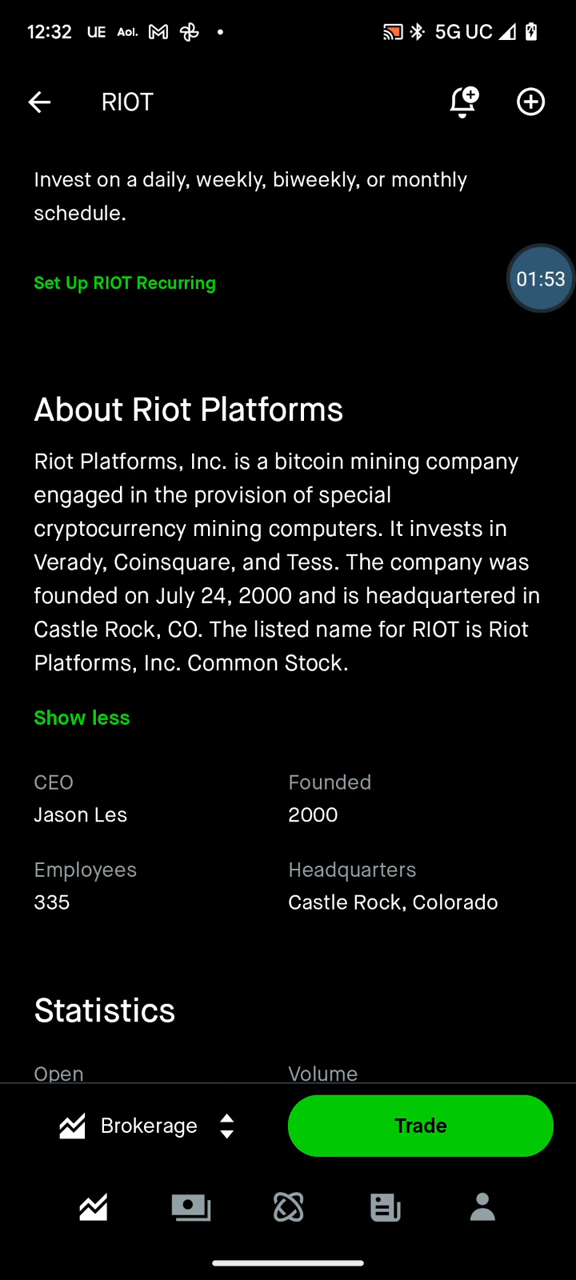 12:32 UE Aol. 5G UC
RIOT
Invest on a daily, weekly, biweekly, or monthly
schedule.
Set Up RIOT Recurring
01:53
About Riot Platforms
Riot Platforms, Inc. is a bitcoin mining company
engaged in the provision of special
cryptocurrency mining computers. It invests in
Verady, Coinsquare, and Tess. The company was
founded on July 24, 2000 and is headquartered in
Castle Rock, CO. The listed name for RIOT is Riot
Platforms, Inc. Common Stock.
Show less
CEO Founded
Jason Les 2000
Employees Headquarters
335 Castle Rock, Colorado
Statistics
Open Volume
Brokerage Trade